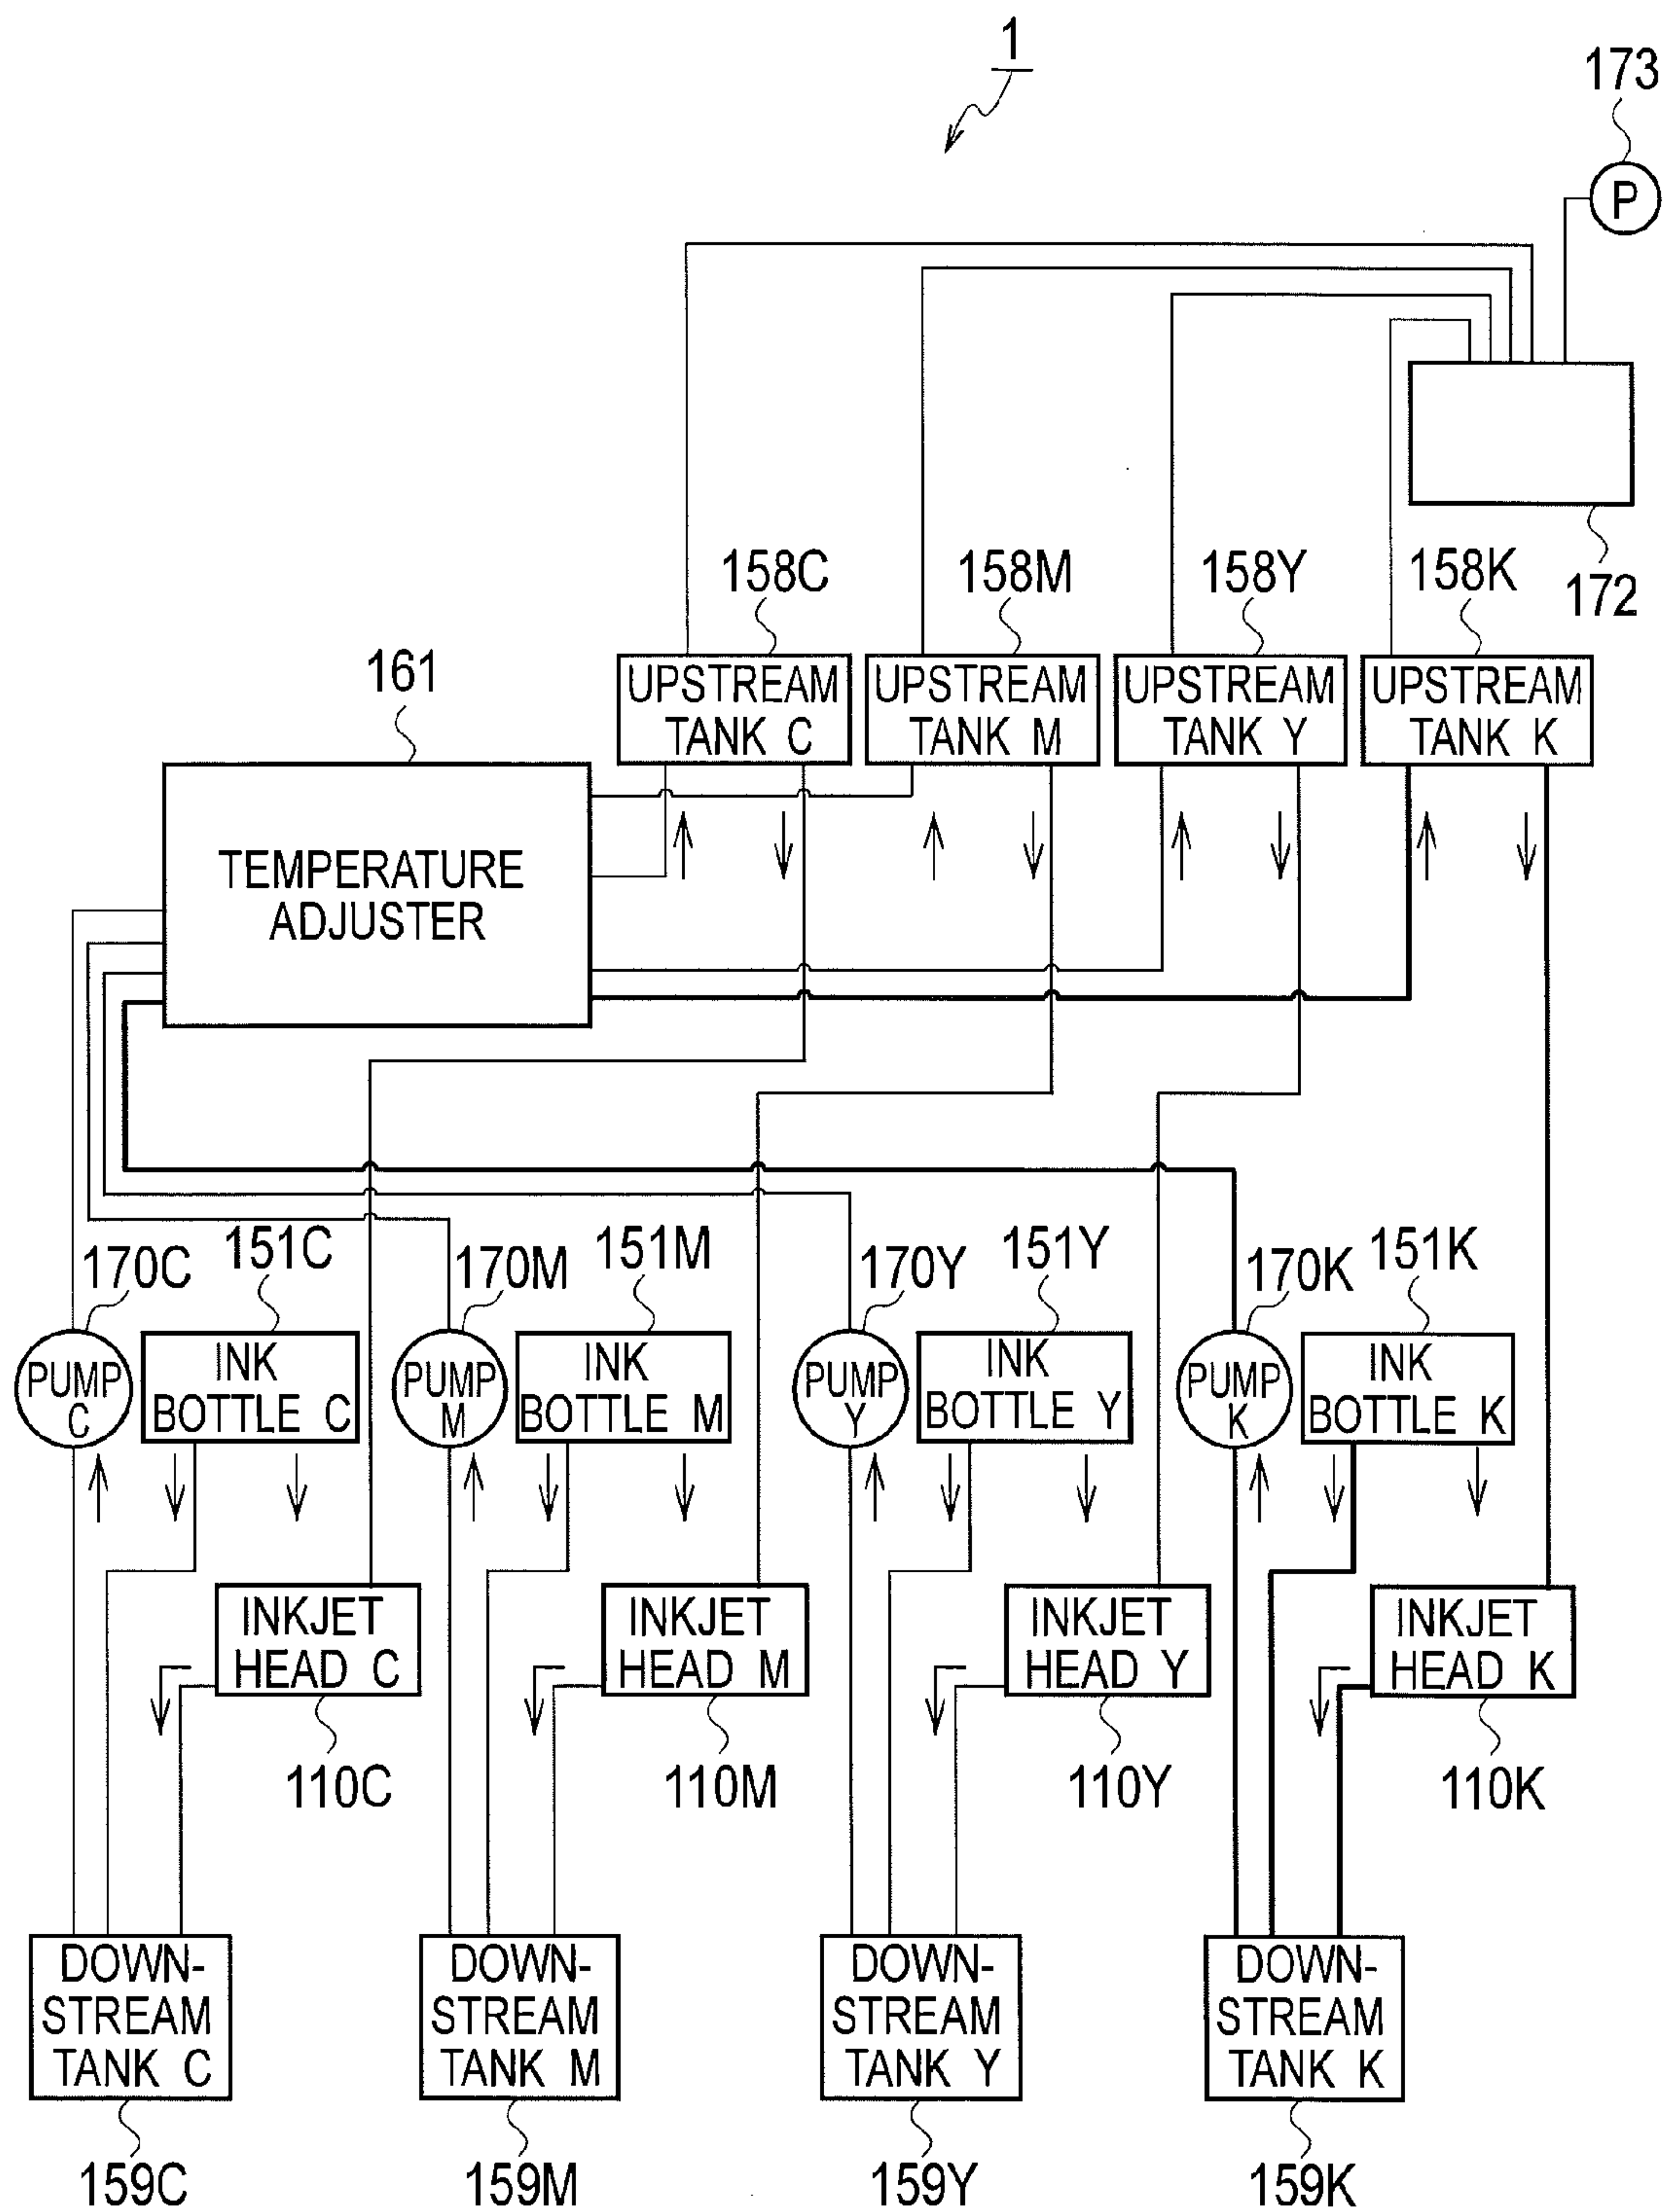 1
173
P
158C
158M
158Y
158K
172
161
UPSTREAM
TANK C
UPSTREAM
TANK M
UPSTREAM
TANK Y
UPSTREAM
TANK K
TEMPERATURE
ADJUSTER
170C
151C
170M
151M
170Y
151Y
170K
151K
PUMP
C
INK
BOTTLE C
PUMP
M
INK
BOTTLE M
PUMP
Y
INK
BOTTLE Y
PUMP
K
INK
BOTTLE K
INKJET
HEAD C
INKJET
HEAD M
INKJET
HEAD Y
INKJET
HEAD K
110C
110M
110Y
110K
DOWN-
STREAM
TANK C
DOWN-
STREAM
TANK M
DOWN-
STREAM
TANK Y
DOWN-
STREAM
TANK K
159C
159M
159Y
159K